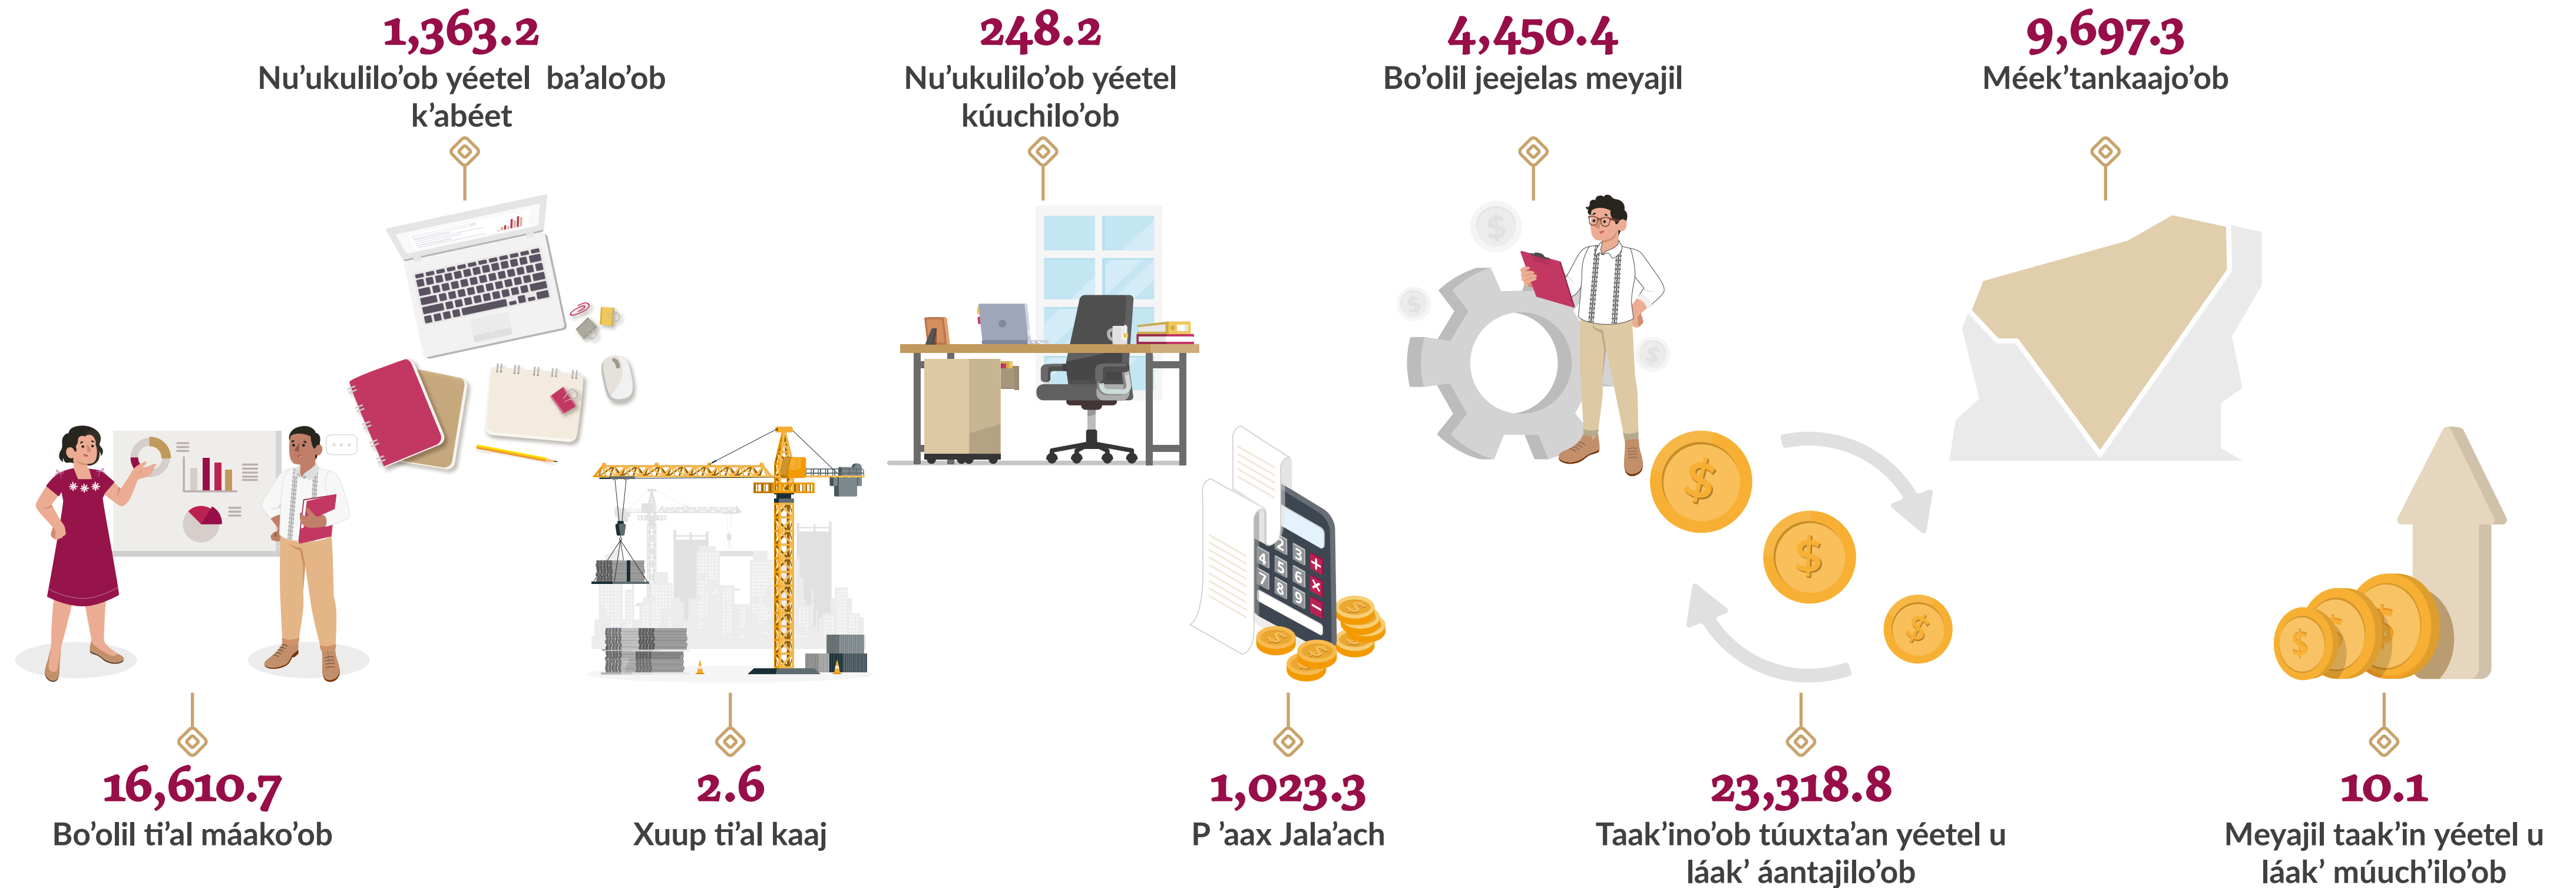 1,363.2
Nu’ukulilo’ob yéetel  ba’alo’ob
k’abéet
248.2
Nu’ukulilo’ob yéetel
kúuchilo’ob
4,450.4
Bo’olil jeejelas meyajil
9,697.3
Méek’tankaajo’ob
16,610.7
Bo’olil ti’al máako’ob
2.6
Xuup ti’al kaaj
1,023.3
P ’aax Jala’ach
23,318.8
Taak’ino’ob túuxta’an yéetel u
láak’ áantajilo’ob
10.1
Meyajil taak’in yéetel u
láak’ múuch’ilo’ob